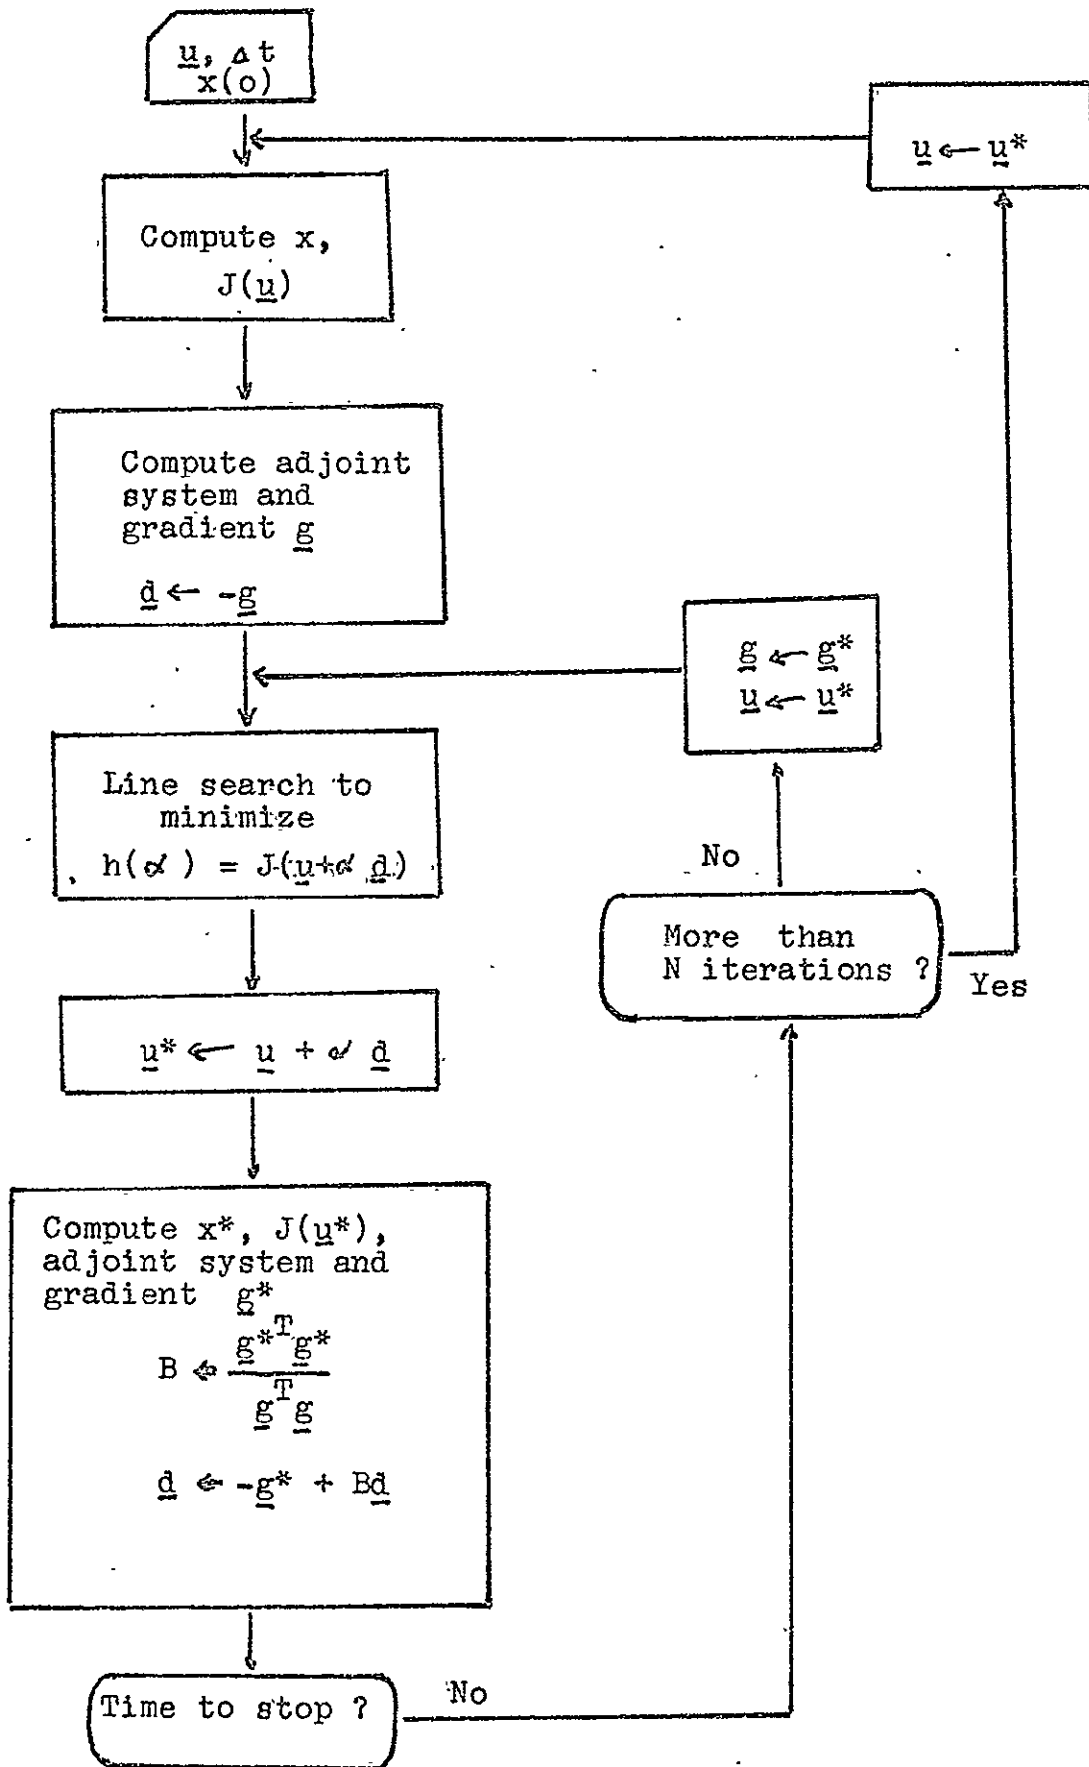 u, Δt
x(o)
u ← u*
Compute x,
J(u)
Compute adjoint
system and
gradient g
d ← -g
g ← g*
u ← u*
Line search to
minimize
h(α) = J(u+α d)
No
More than
N iterations ?
Yes
u* ← u + α d
Compute x*, J(u*),
adjoint system and
gradient g*
B ← g*ᵀg* / gᵀg
d ← -g* + Bd
Time to stop ?
No